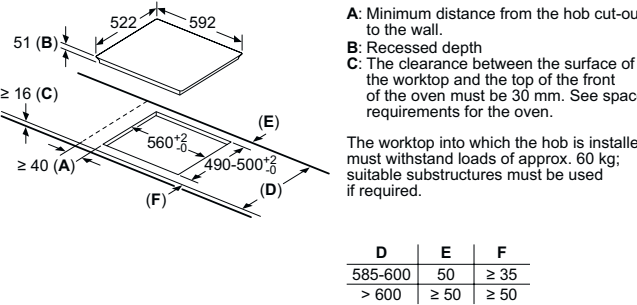 522
592
51 (B)
≥ 16 (C)
(E)
560+2-0
490-500+2-0
≥ 40 (A)
(D)
(F)
A: Minimum distance from the hob cut-ou
to the wall.
B: Recessed depth
C: The clearance between the surface of
the worktop and the top of the front
of the oven must be 30 mm. See spac
requirements for the oven.
The worktop into which the hob is installe
must withstand loads of approx. 60 kg;
suitable substructures must be used
if required.
D E F
585-600 50 ≥ 35
> 600 ≥ 50 ≥ 50